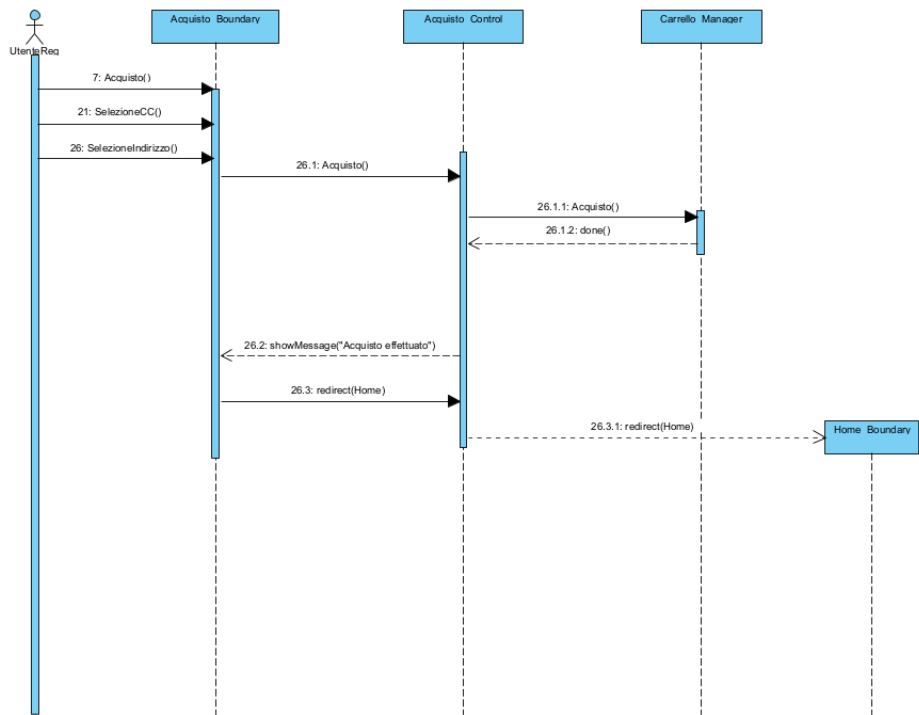 Acquisto Boundary
Acquisto Control
Carrello Manager
UtenteReg
7: Acquisto()
21: SelezioneCC()
26: SelezioneIndirizzo()
26.1: Acquisto()
26.1.1: Acquisto()
26.1.2: done()
26.2: showMessage("Acquisto effettuato")
26.3: redirect(Home)
26.3.1: redirect(Home)
Home Boundary